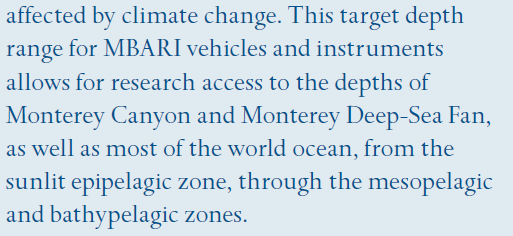 affected by climate change. This target depth
range for MBARI vehicles and instruments
allows for research access to the depths of
Monterey Canyon and Monterey Deep-Sea Fan,
as well as most of the world ocean, from the
sunlit epipelagic zone, through the mesopelagic
and bathypelagic zones.